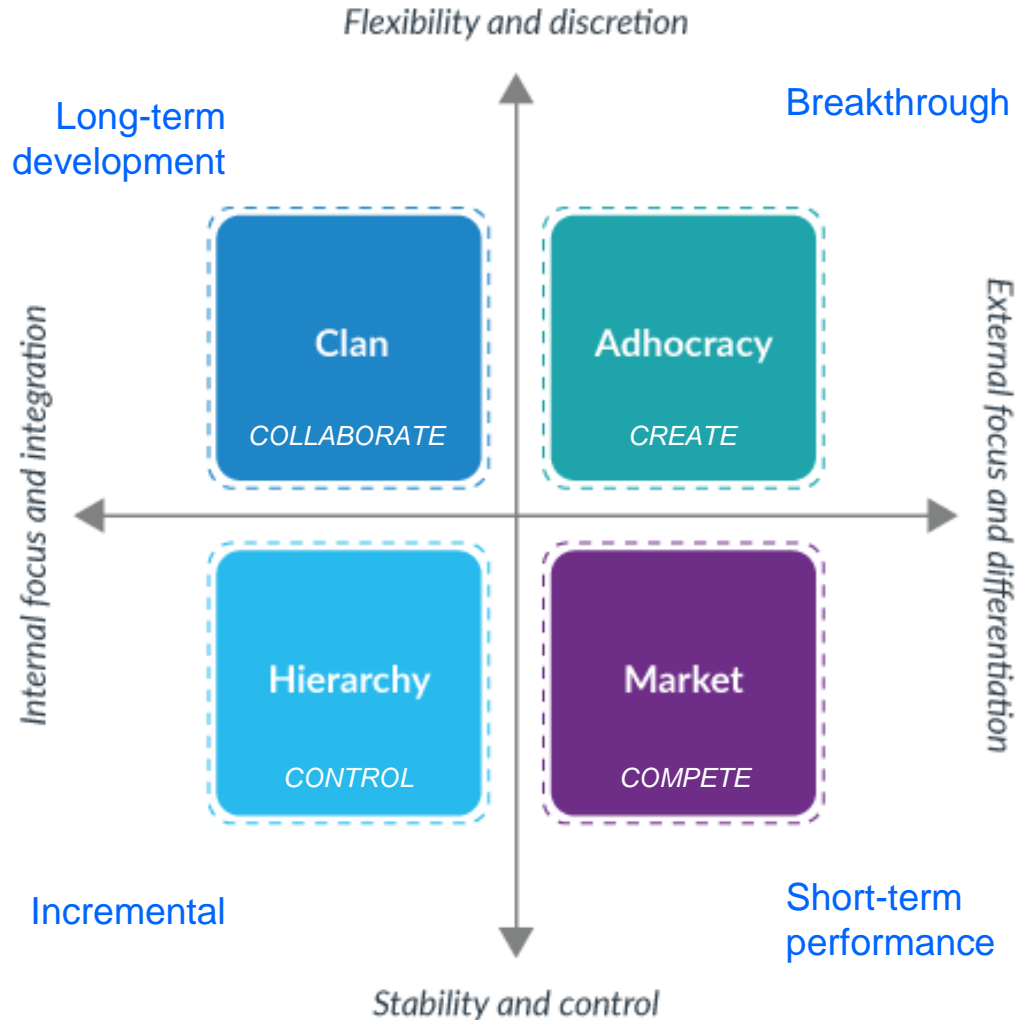 Flexibility and discretion
Long-term
development
Breakthrough
Internal focus and integration
External focus and differentiation
Clan
COLLABORATE
Adhocracy
CREATE
Hierarchy
CONTROL
Market
COMPETE
Incremental
Short-term
performance
Stability and control